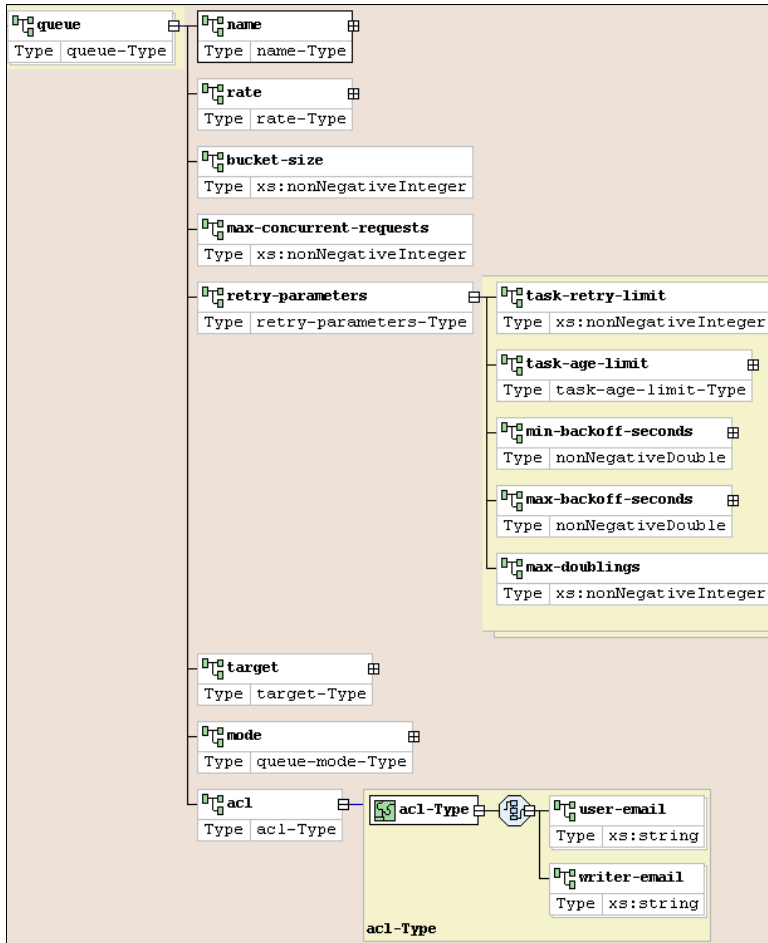 queue
Type queue-Type
name
Type name-Type
rate
Type rate-Type
bucket-size
Type xs:nonNegativeInteger
max-concurrent-requests
Type xs:nonNegativeInteger
retry-parameters
Type retry-parameters-Type
task-retry-limit
Type xs:nonNegativeInteger
task-age-limit
Type task-age-limit-Type
min-backoff-seconds
Type nonNegativeDouble
max-backoff-seconds
Type nonNegativeDouble
max-doublings
Type xs:nonNegativeInteger
target
Type target-Type
mode
Type queue-mode-Type
acl
Type acl-Type
acl-Type
user-email
Type xs:string
writer-email
Type xs:string
acl-Type